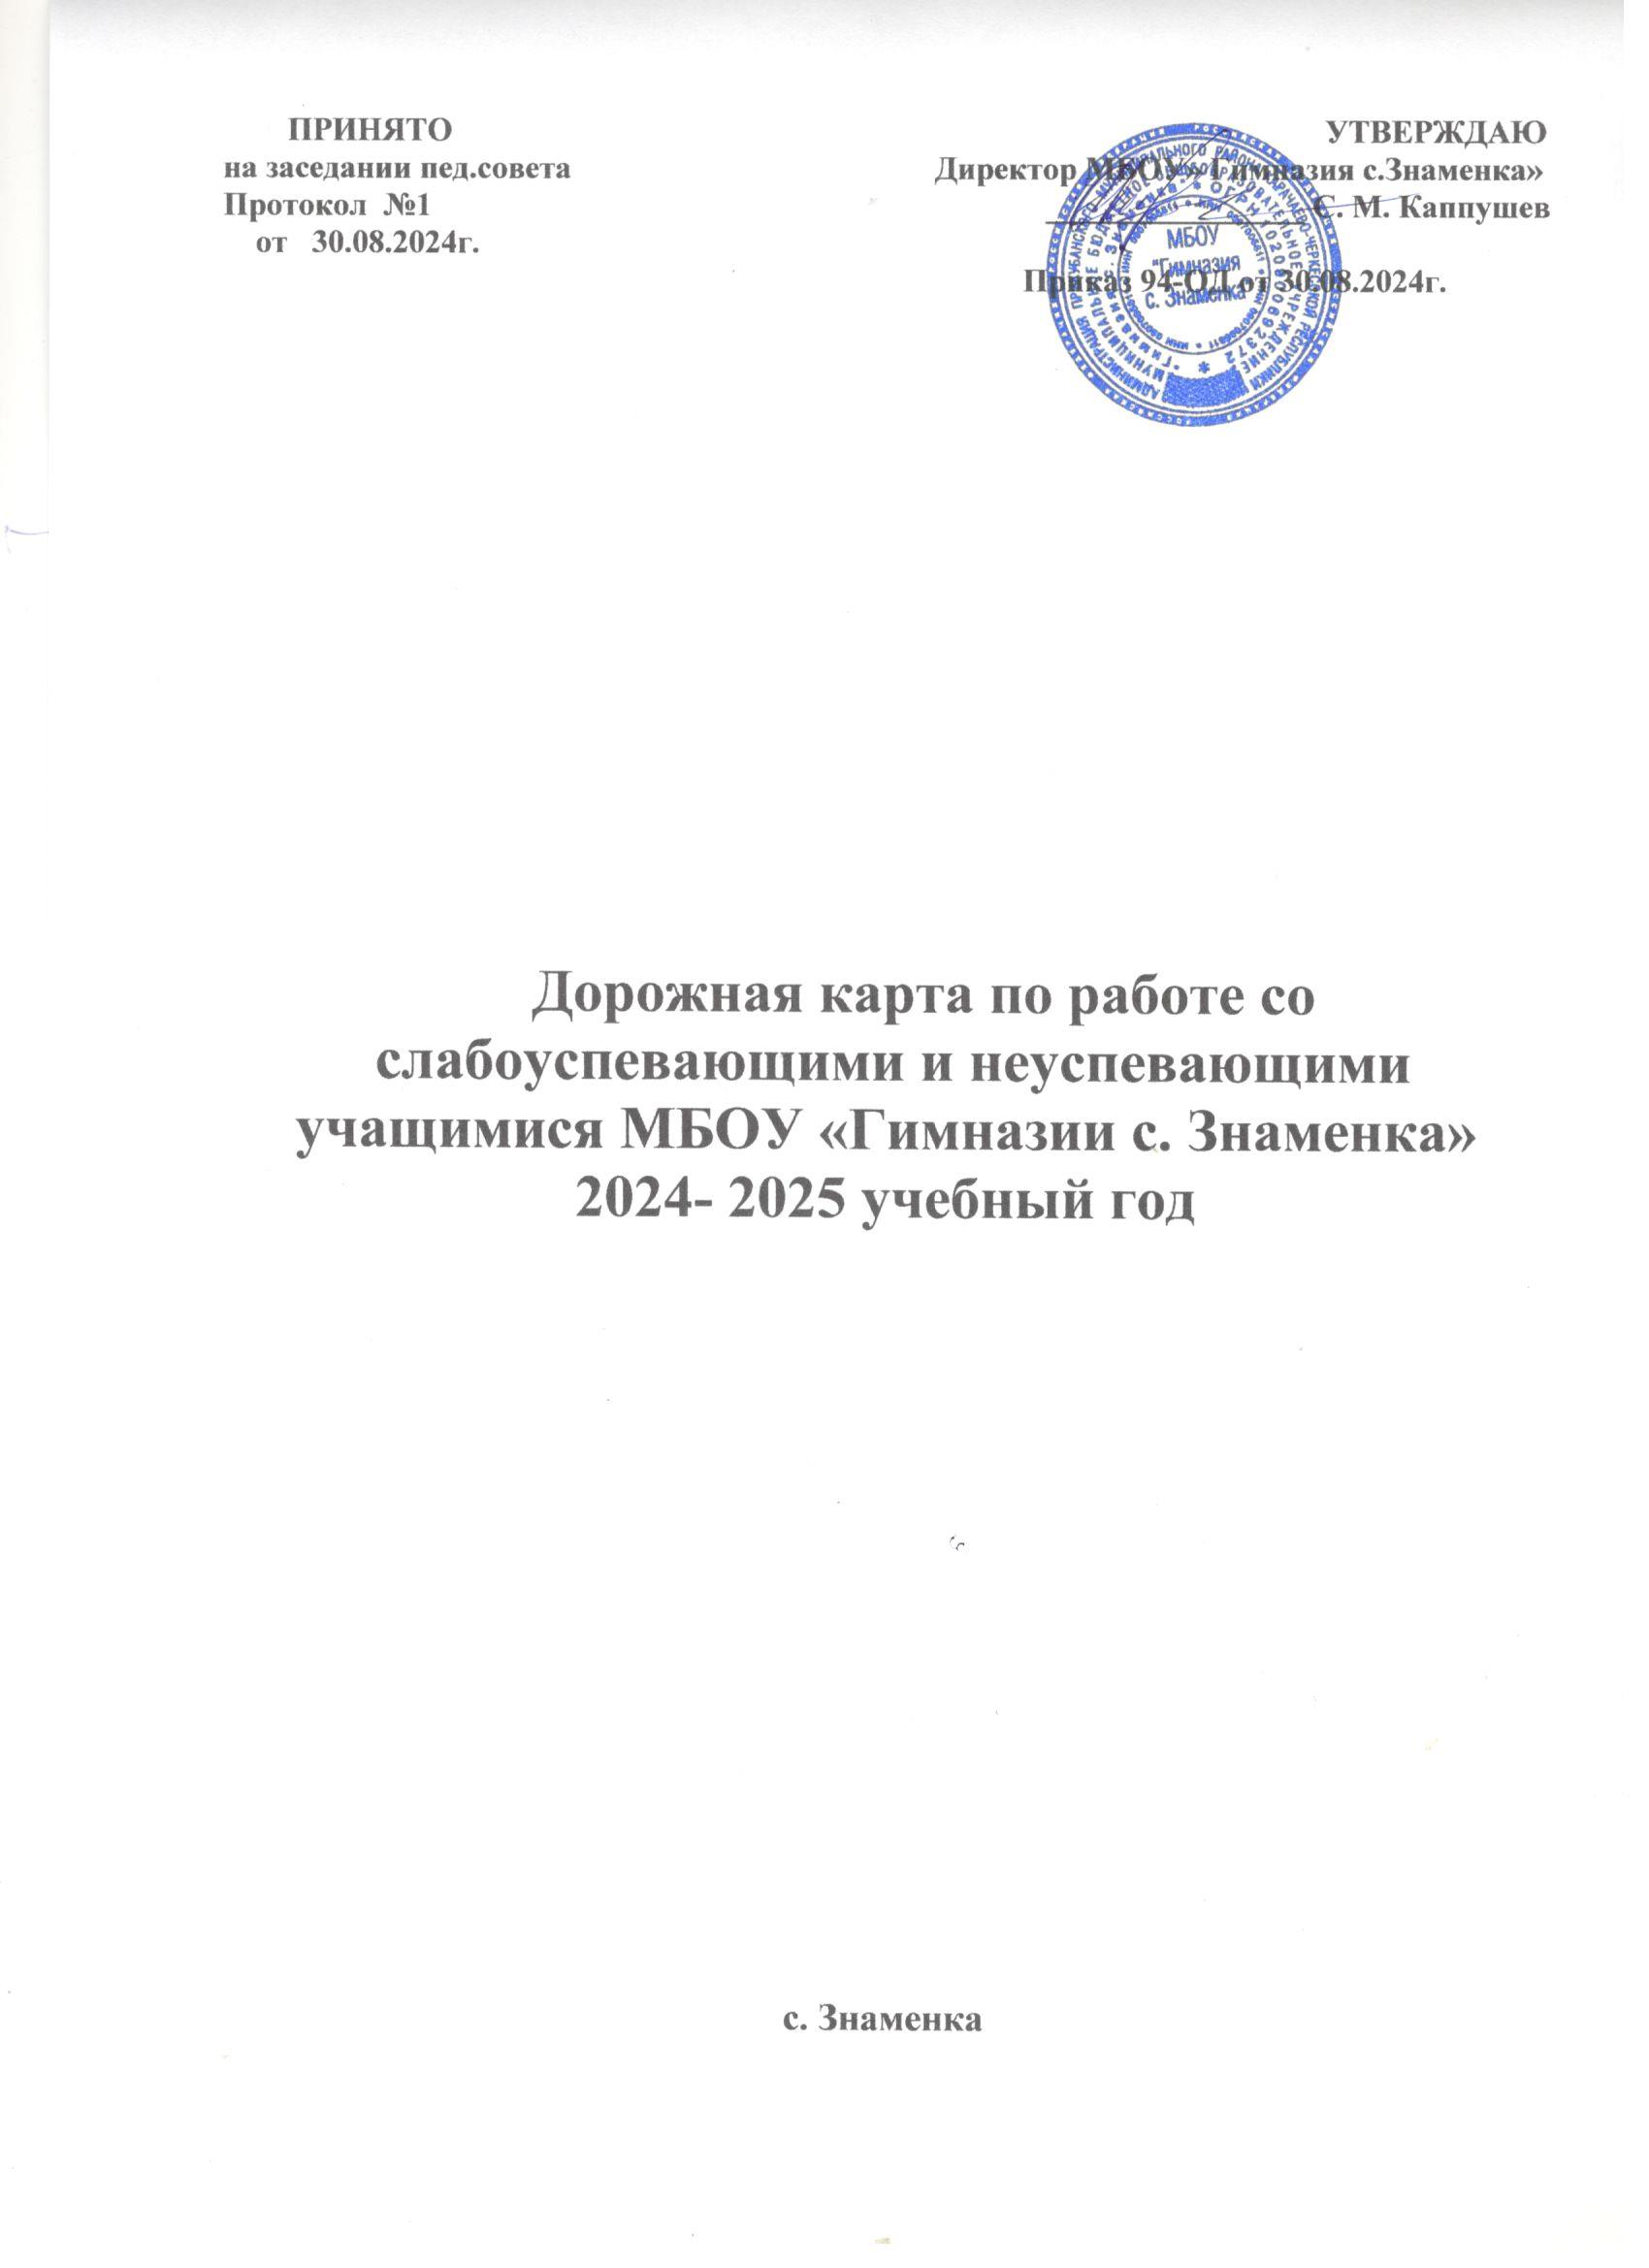 ПРИНЯТО
на заседании пед.совета
Протокол №1
от 30.08.2024г.
УТВЕРЖДАЮ
Директор МБОУ « Гимназия с.Знаменка»
С. М. Каппушев
Приказ 94-ОД от 30.08.2024г.
МБОУ
"Гимназия
с. Знаменка"
Дорожная карта по работе со
слабоуспевающими и неуспевающими
учащимися МБОУ «Гимназии с. Знаменка»
2024- 2025 учебный год
с. Знаменка